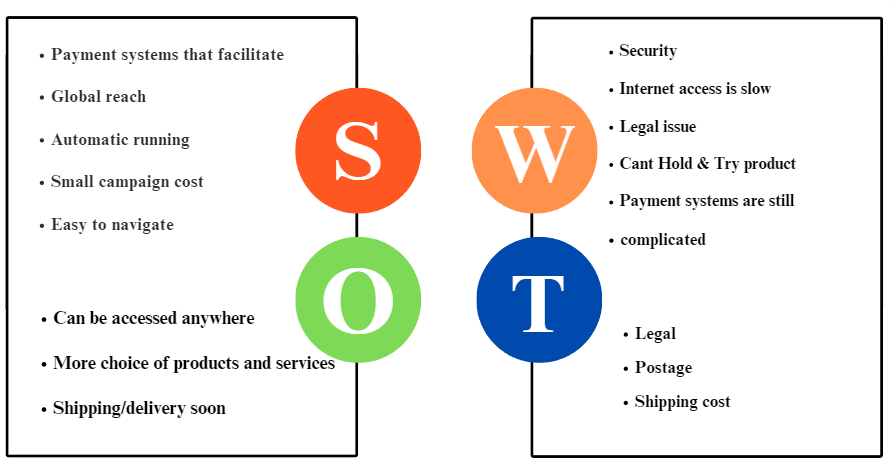 • Payment systems that facilitate
• Global reach
• Automatic running
• Small campaign cost
• Easy to navigate
S
W
• Security
• Internet access is slow
• Legal issue
• Cant Hold & Try product
• Payment systems are still
• complicated
• Can be accessed anywhere
• More choice of products and services
• Shipping/delivery soon
O
T
• Legal
• Postage
• Shipping cost